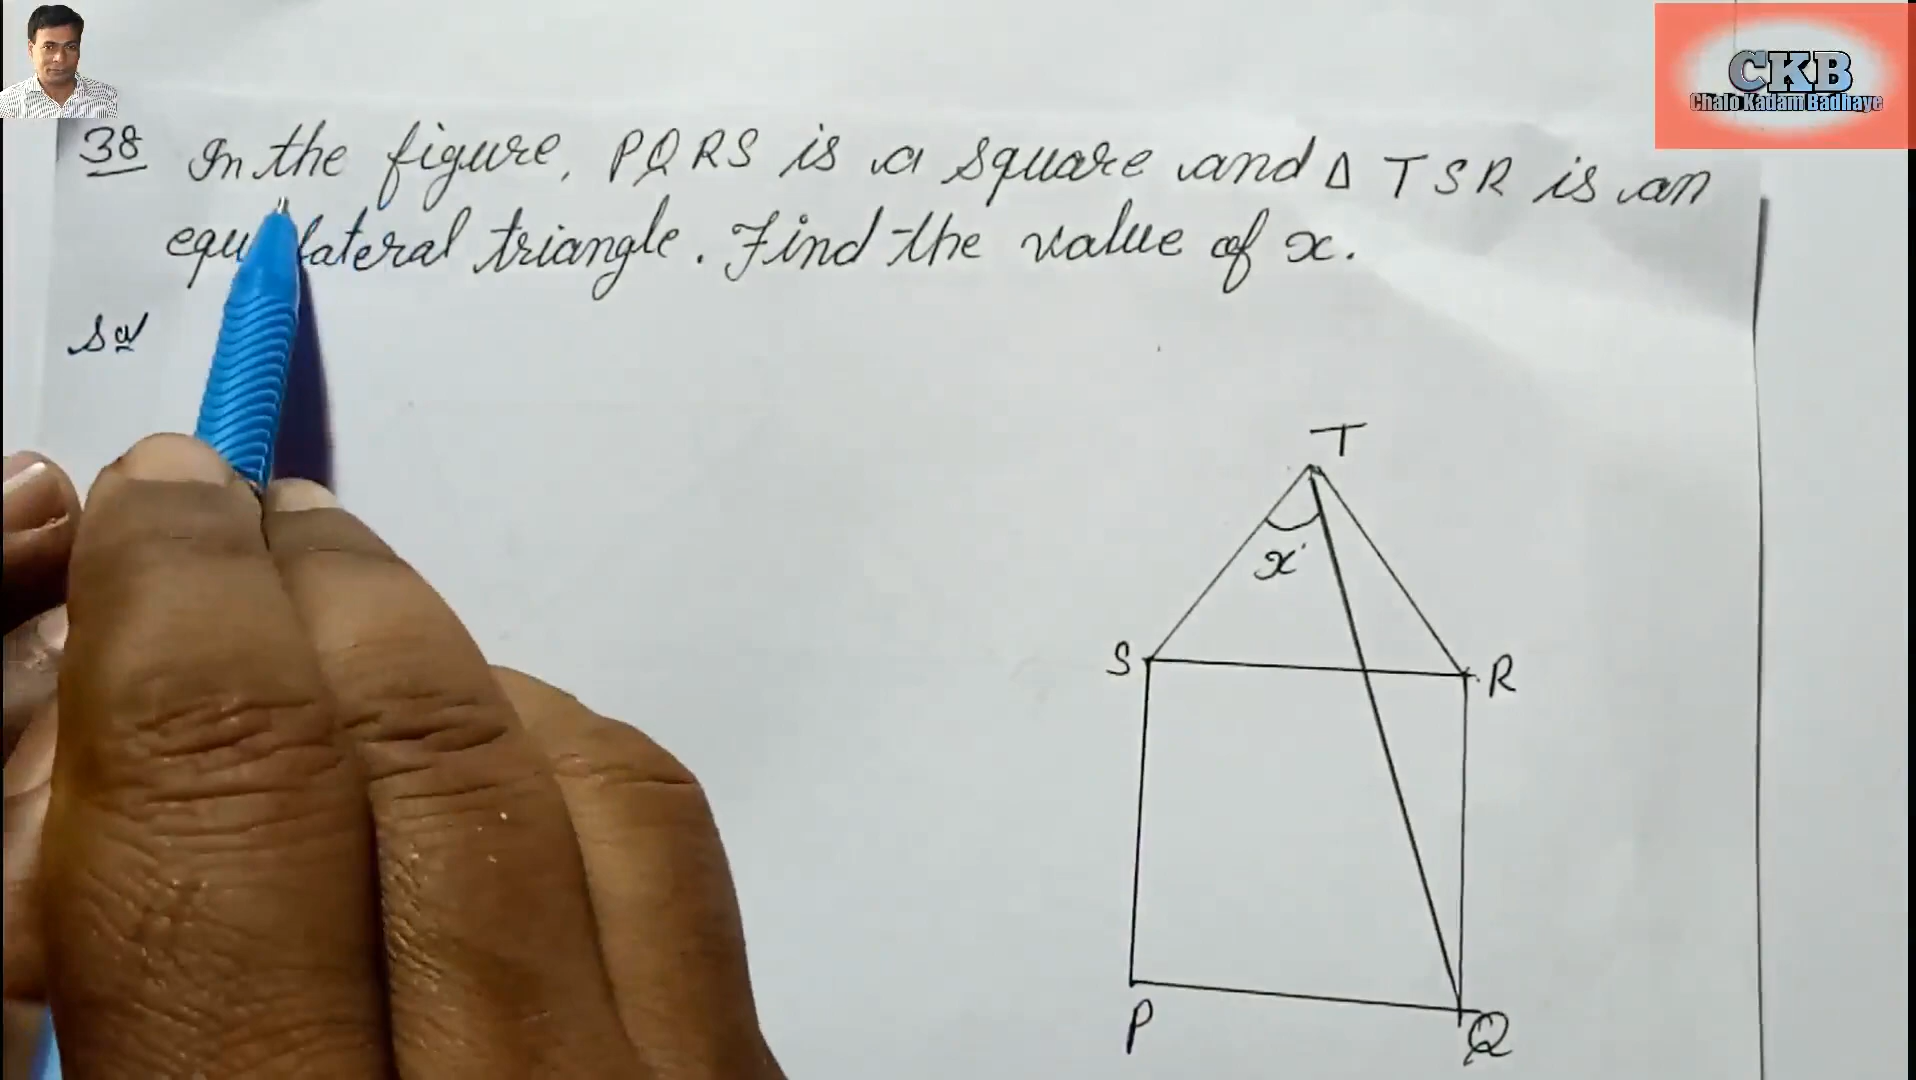 CKB
Chalo Kadam Badhaye
38 In the figure, PQRS is a square and Δ TSR is an
lateral triangle. Find the value of x.
Sol
T
x
S
R
P
Q